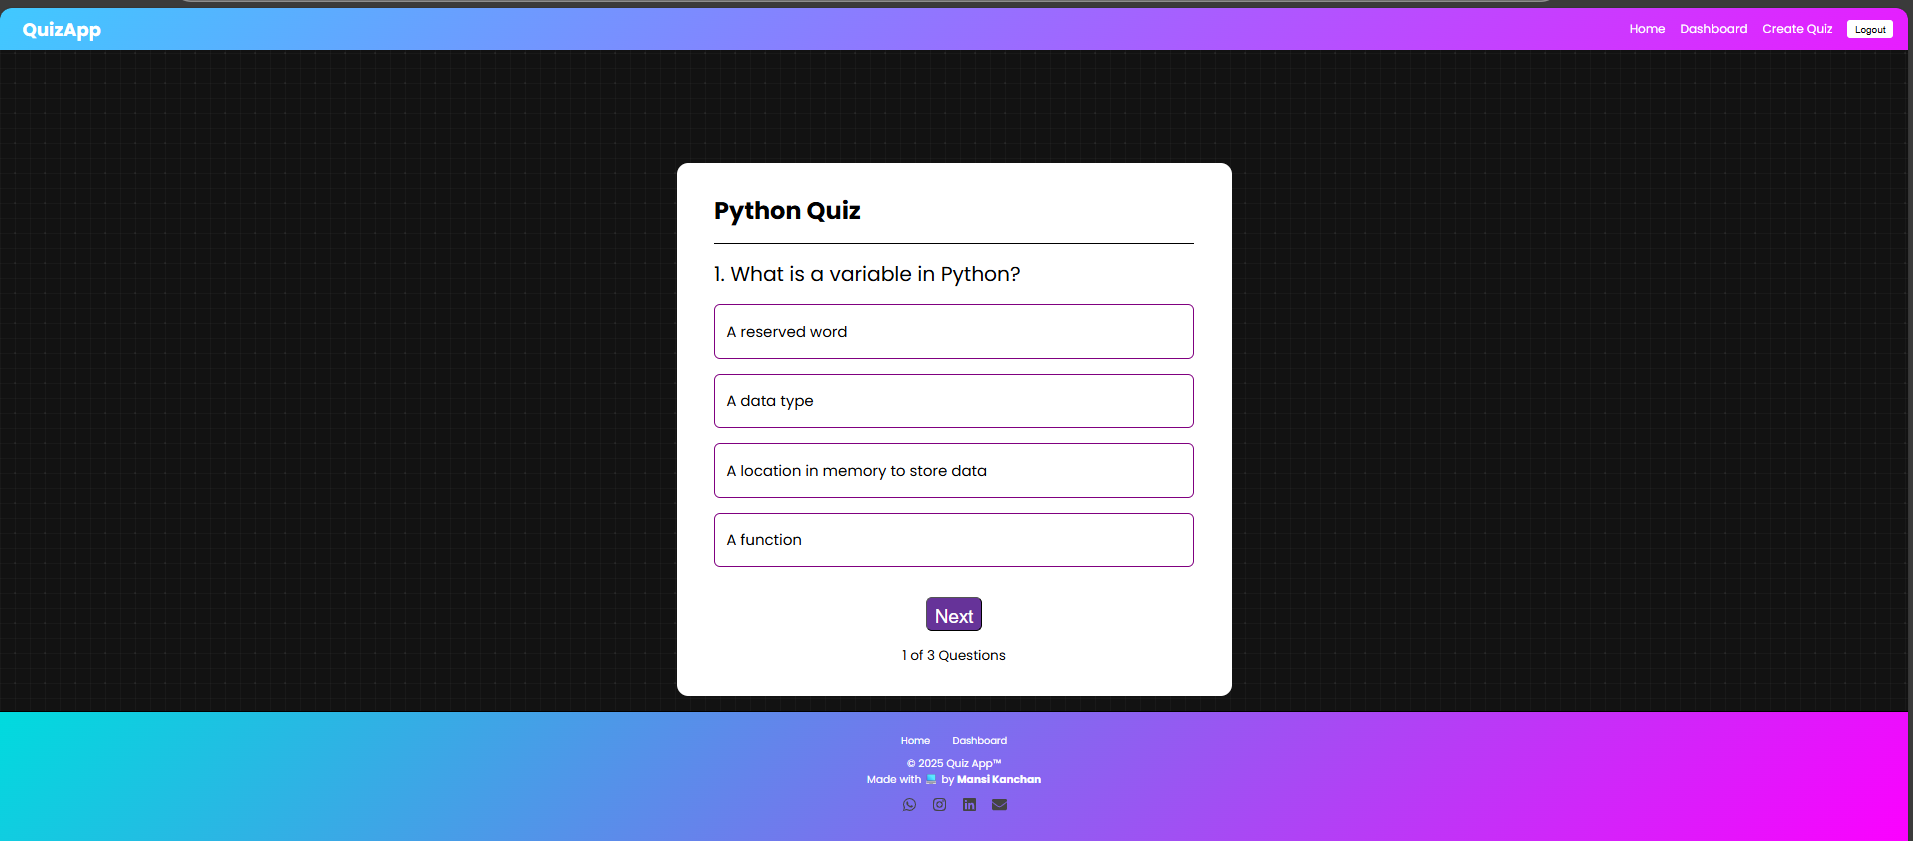 QuizApp
Home Dashboard Create Quiz Logout
Python Quiz
1. What is a variable in Python?
A reserved word
A data type
A location in memory to store data
A function
Next
1 of 3 Questions
Home Dashboard
© 2025 Quiz App™
Made with 💻 by Mansi Kanchan